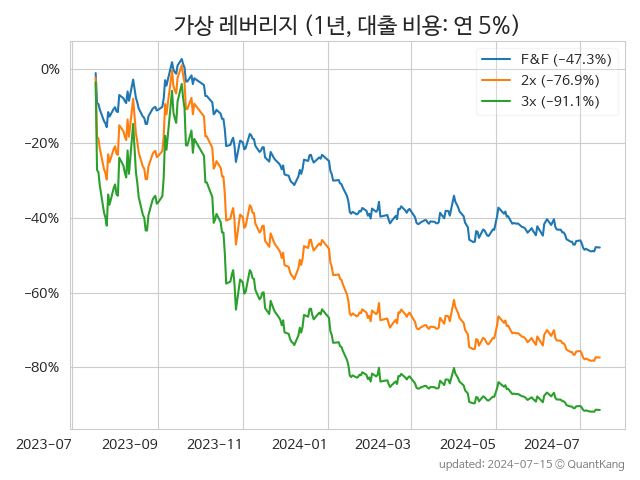 가상 레버리지 (1년, 대출 비용: 연 5%)
F&F (−47.3%)
2x (−76.9%)
3x (−91.1%)
0%
−20%
−40%
−60%
−80%
2023-07 2023-09 2023-11 2024-01 2024-03 2024-05 2024-07
updated: 2024-07-15 © QuantKang